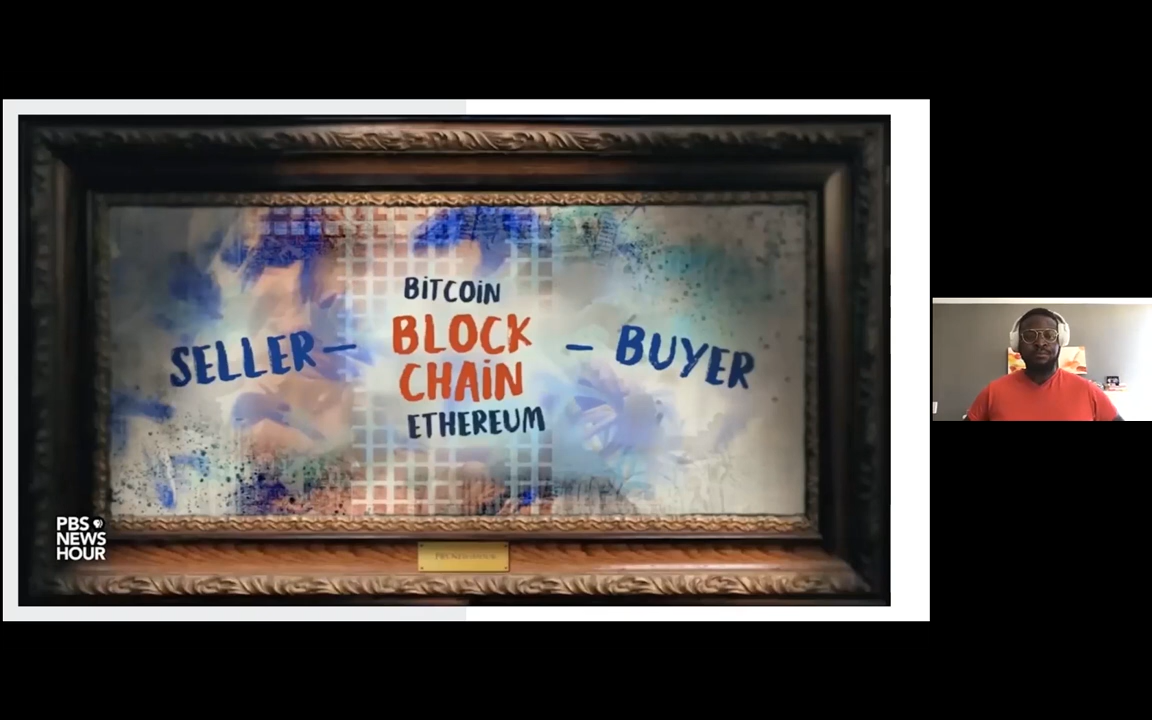 BiTCOiN
SELLER – BLOCK – BUYER
CHAiN
ETHEREUM
PBS
NEWS
HOUR